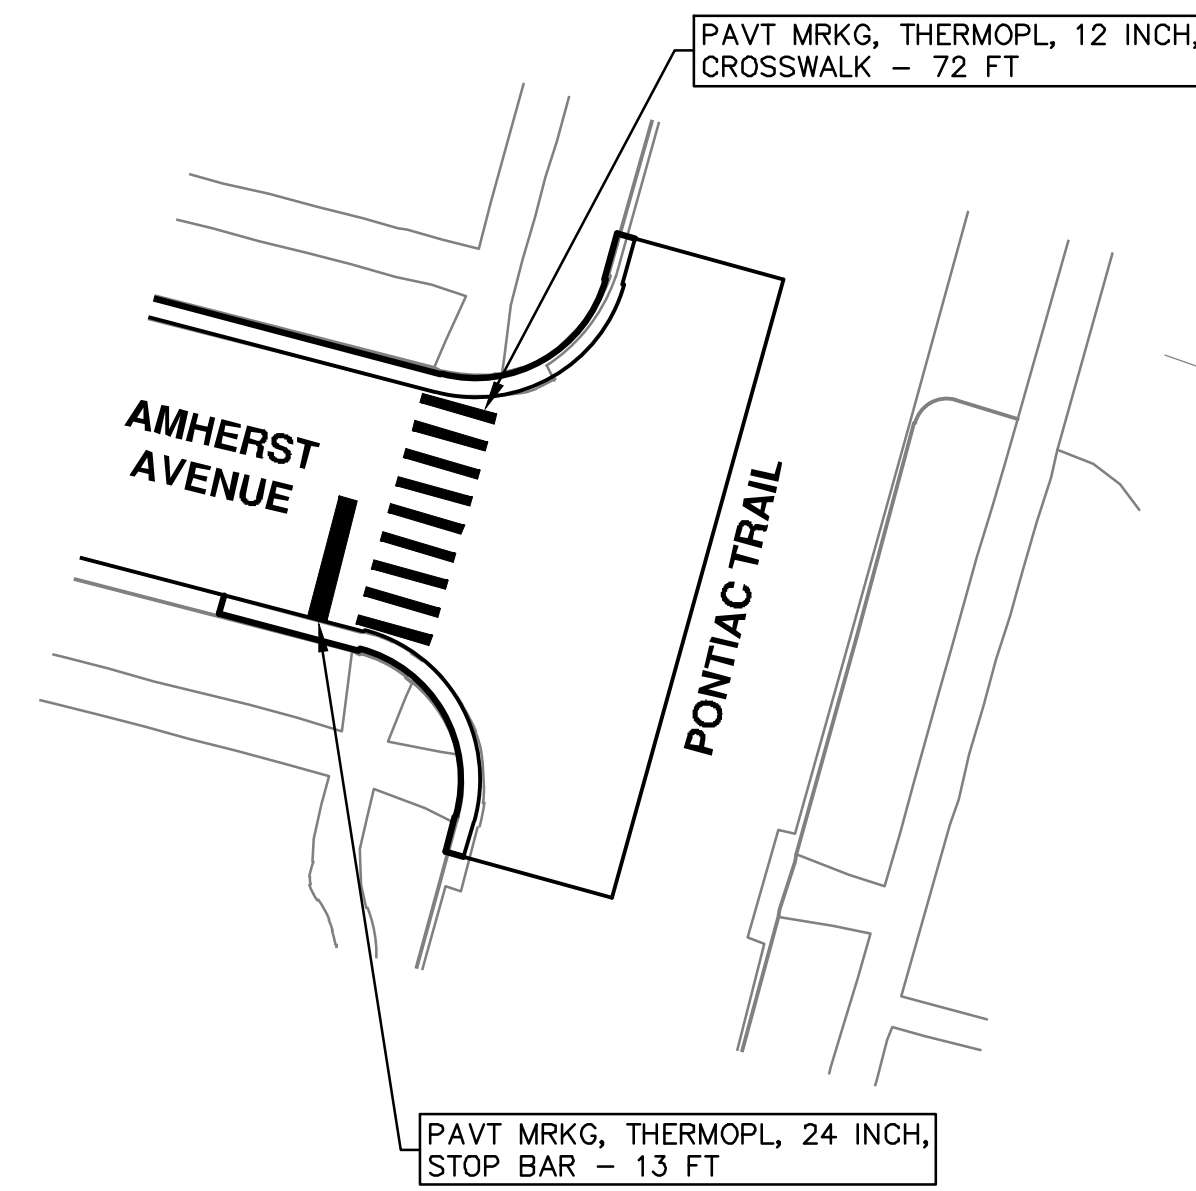 PAVT MRKG, THERMOPL, 12 INCH,
CROSSWALK - 72 FT
AMHERST
AVENUE
PONTIAC TRAIL
PAVT MRKG, THERMOPL, 24 INCH,
STOP BAR - 13 FT